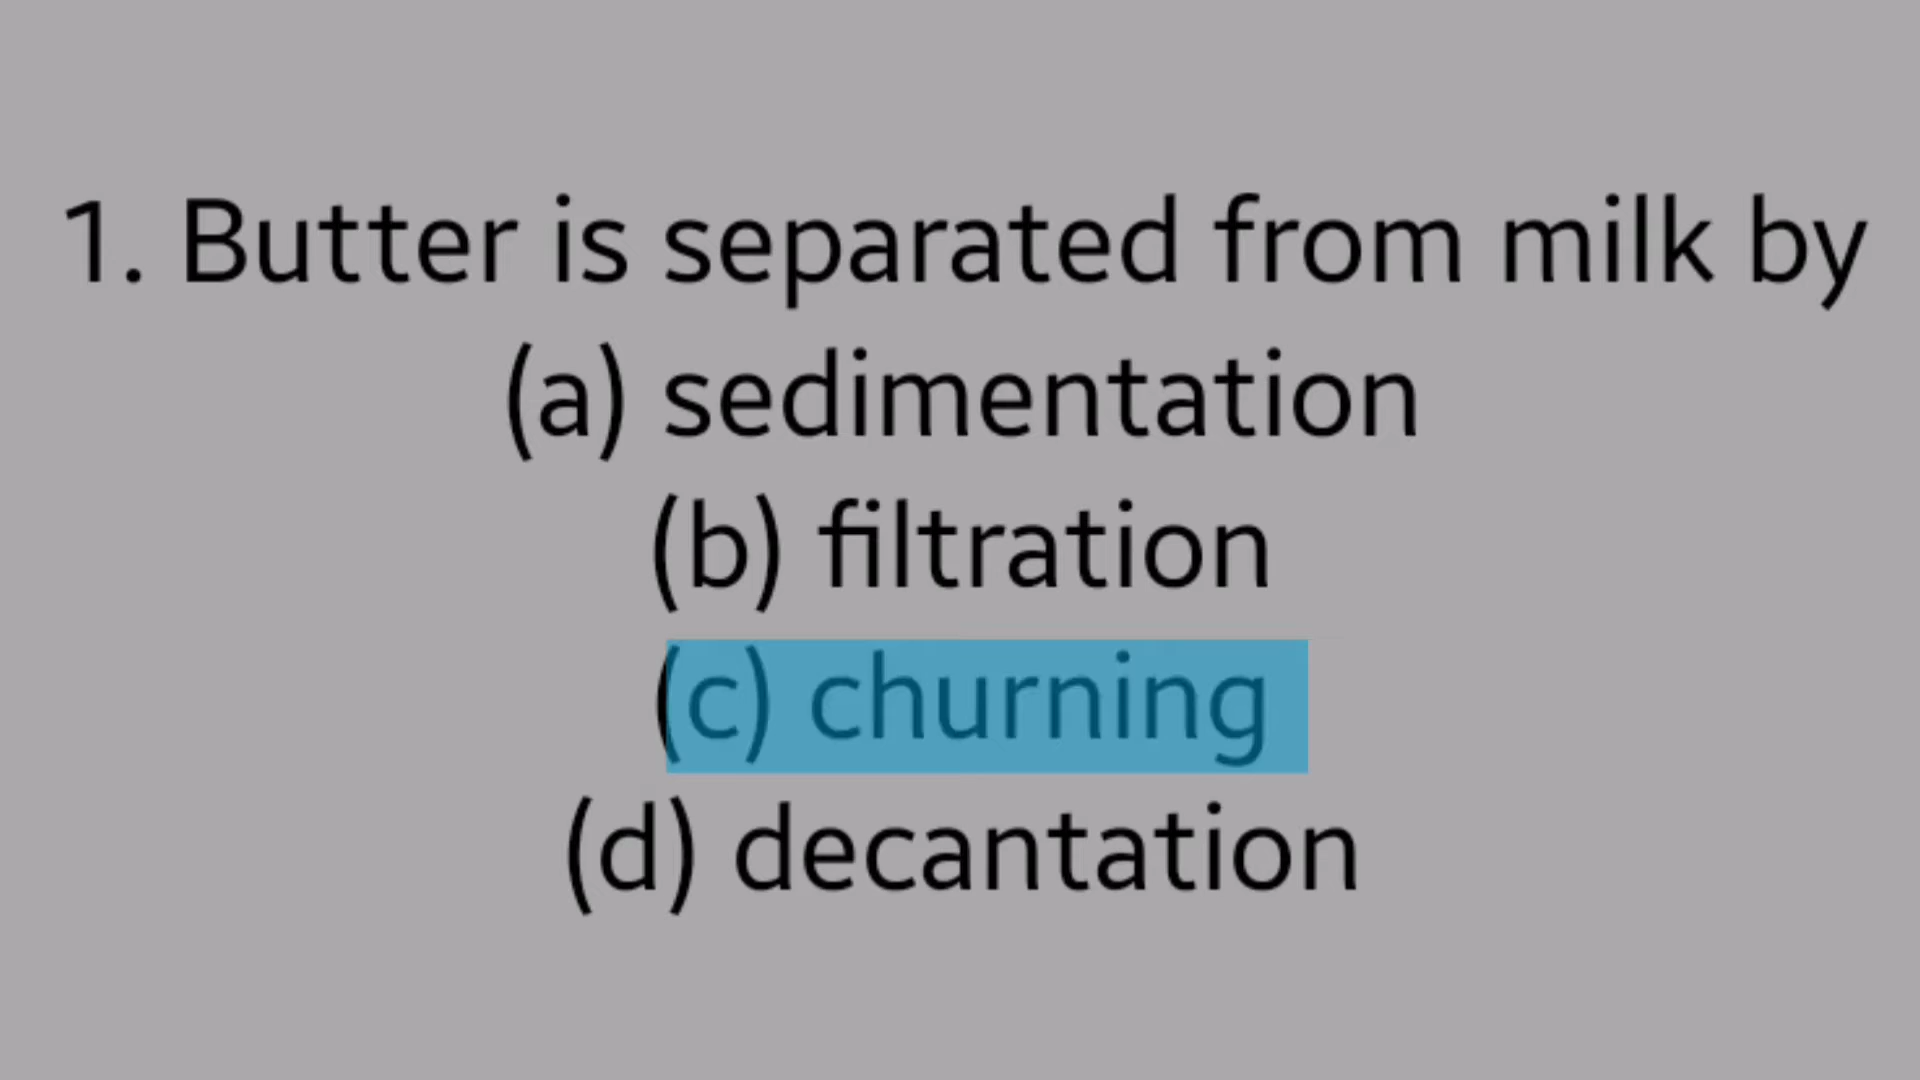 1. Butter is separated from milk by
(a) sedimentation
(b) filtration
(c) churning
(d) decantation